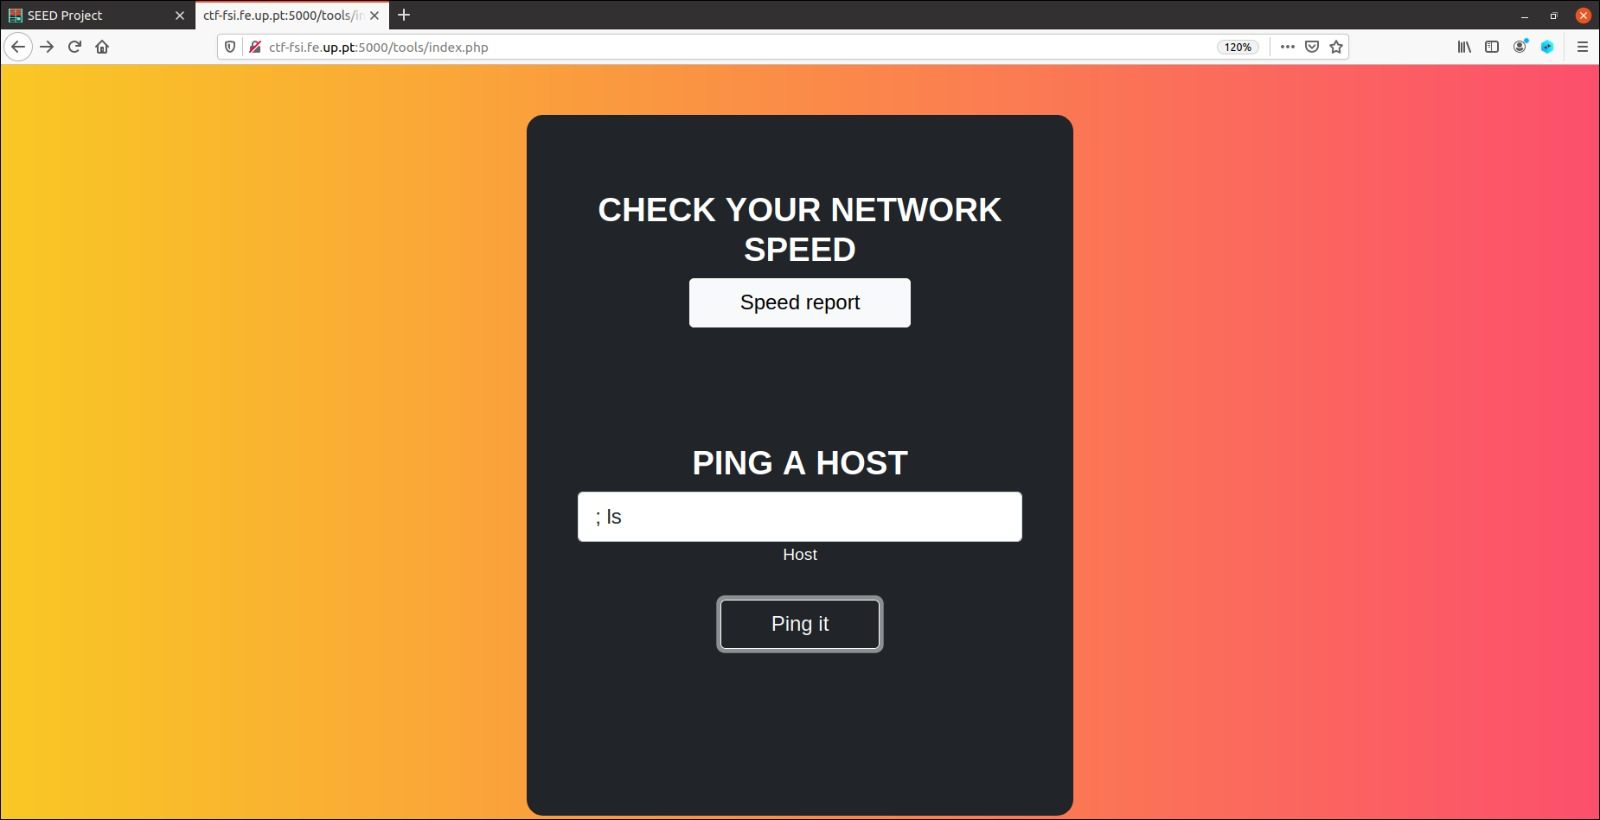 SEED Project
ctf-fsi.fe.up.pt:5000/tools/in
ctf-fsi.fe.up.pt:5000/tools/index.php
120%
CHECK YOUR NETWORK
SPEED
Speed report
PING A HOST
; ls
Host
Ping it